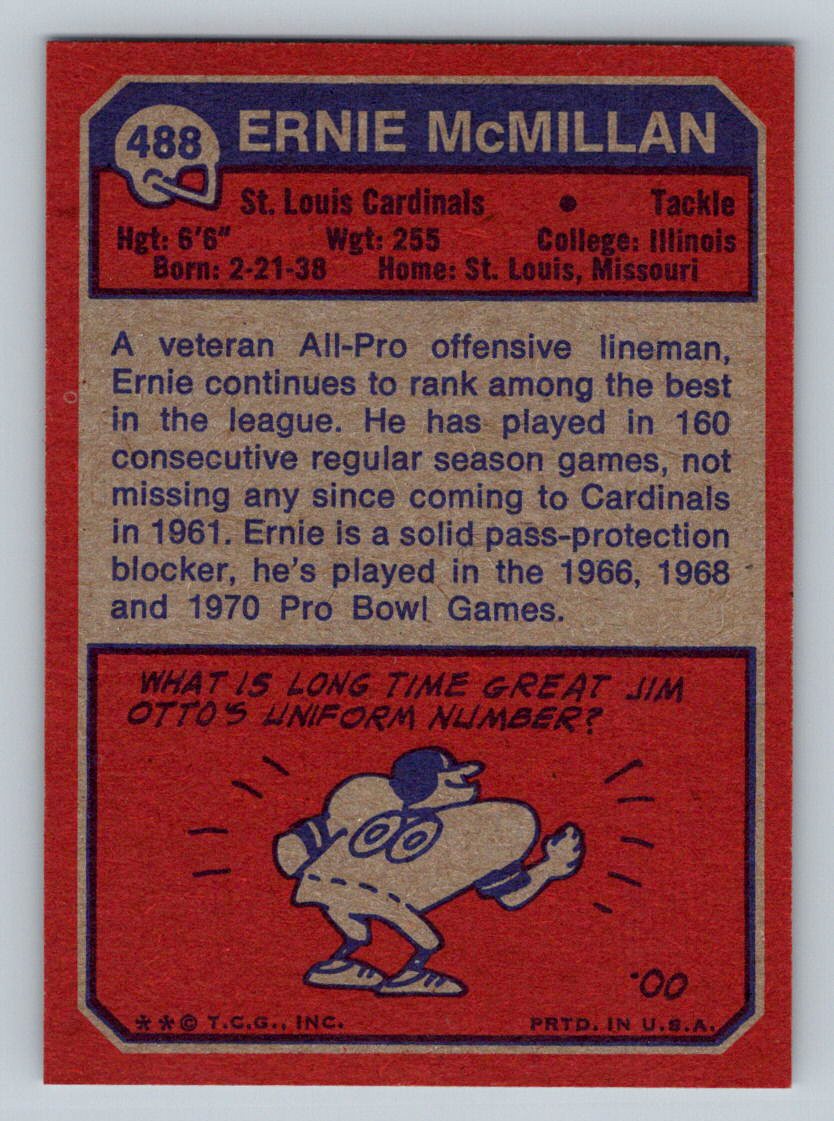 488 ERNIE McMILLAN
St. Louis Cardinals • Tackle
Hgt: 6'6" Wgt: 255 College: Illinois
Born: 2-21-38 Home: St. Louis, Missouri
A veteran All-Pro offensive lineman,
Ernie continues to rank among the best
in the league. He has played in 160
consecutive regular season games, not
missing any since coming to Cardinals
in 1961. Ernie is a solid pass-protection
blocker, he's played in the 1966, 1968
and 1970 Pro Bowl Games.
WHAT IS LONG TIME GREAT JIM
OTTO'S UNIFORM NUMBER?
00
·00
**© T.C.G., INC. PRTD. IN U.S.A.